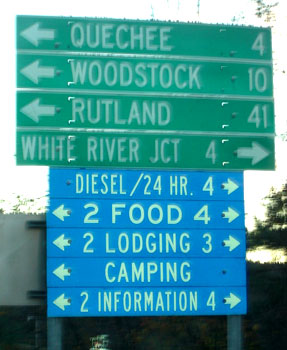 ← QUECHEE 4
← WOODSTOCK 10
← RUTLAND 41
WHITE RIVER JCT 4 →
DIESEL/24 HR. 4 →
← 2 FOOD 4 →
← 2 LODGING 3 →
← CAMPING
← 2 INFORMATION 4 →